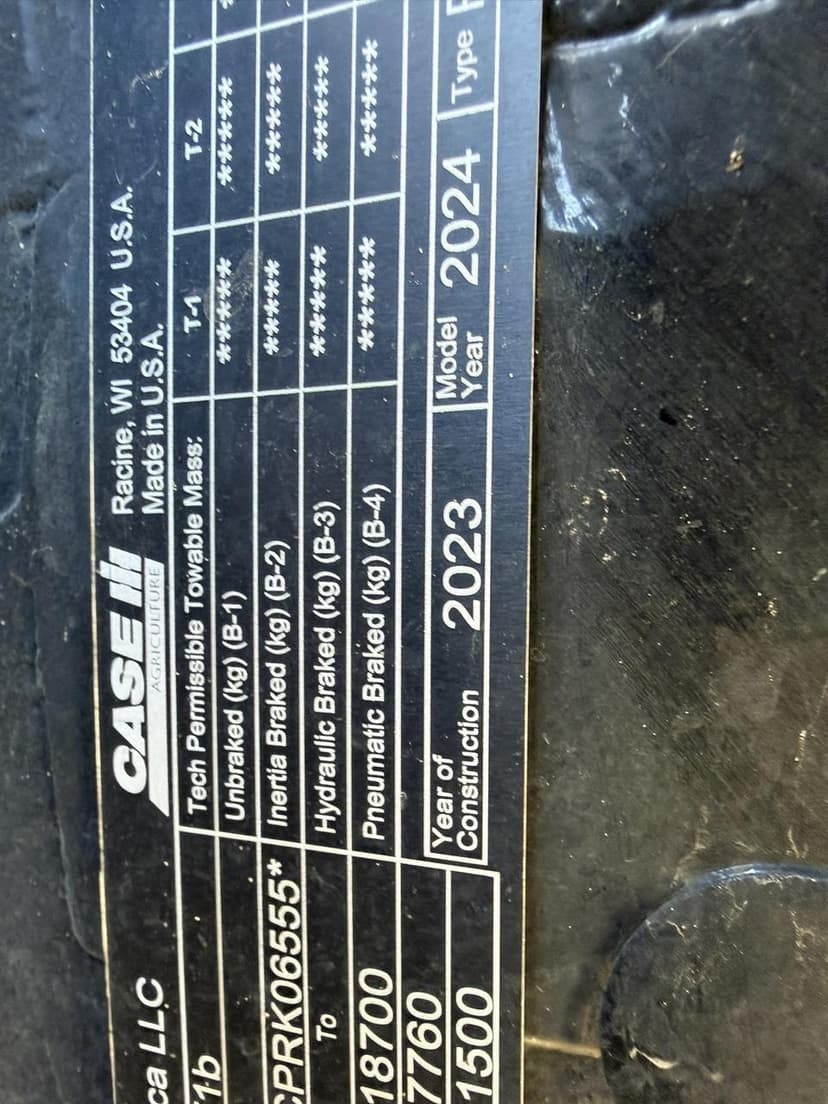 ca LLC
CASE IH
AGRICULTURE
Racine, WI 53404 U.S.A.
Made in U.S.A.
1b
PRK06555*
To
18700
7760
1500
Tech Permissible Towable Mass: T-1 T-2
Unbraked (kg) (B-1) ***** *****
Inertia Braked (kg) (B-2) ***** *****
Hydraulic Braked (kg) (B-3) ***** *****
Pneumatic Braked (kg) (B-4) ***** *****
Year of
Construction 2023
Model
Year 2024
Type